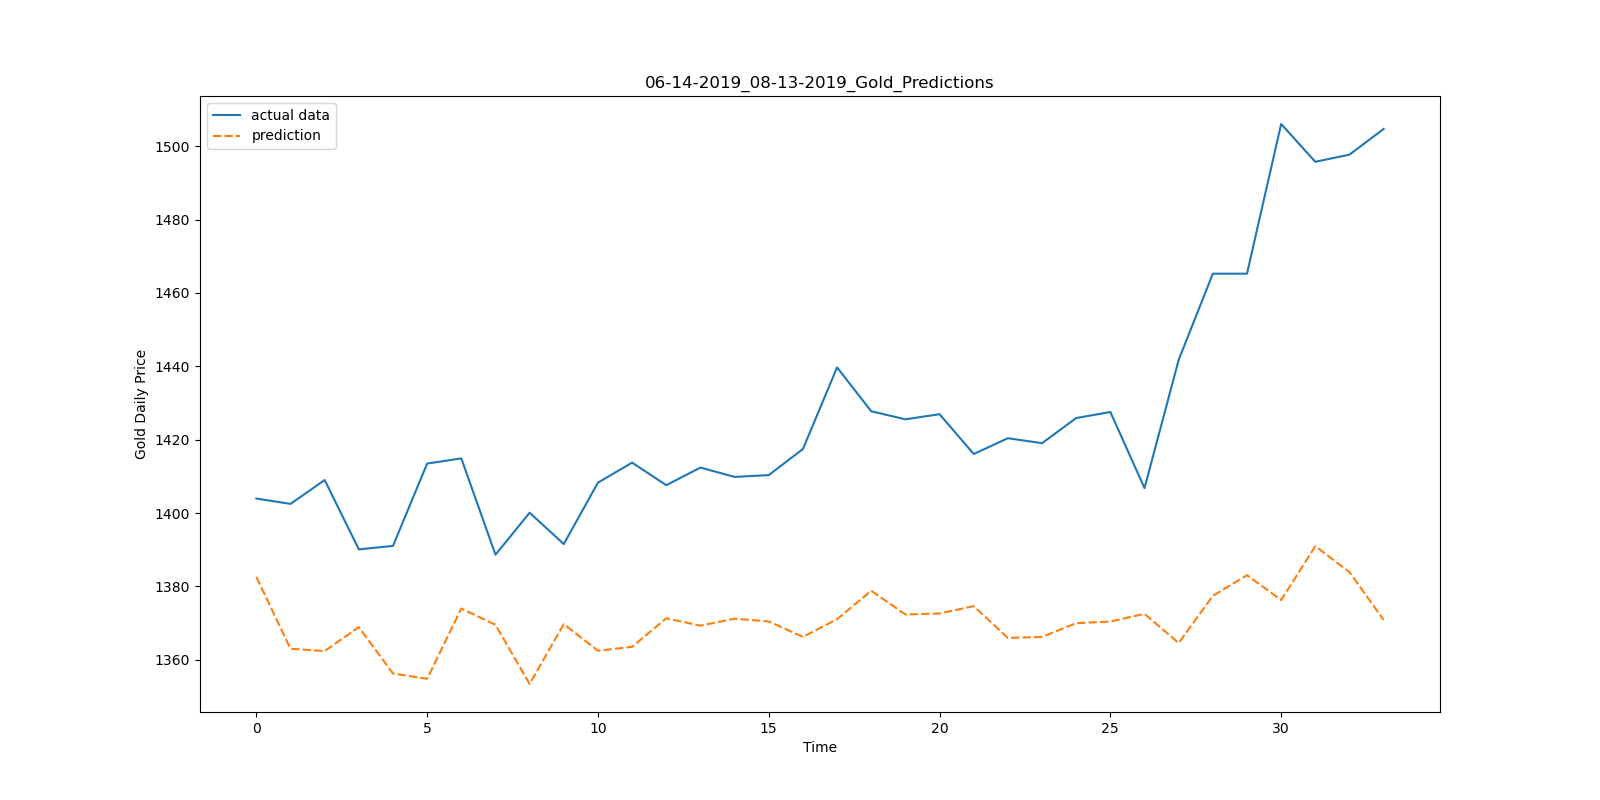 06-14-2019_08-13-2019_Gold_Predictions
actual data
prediction
1500
1480
1460
1440
1420
1400
1380
1360
Gold Daily Price
0 5 10 15 20 25 30
Time